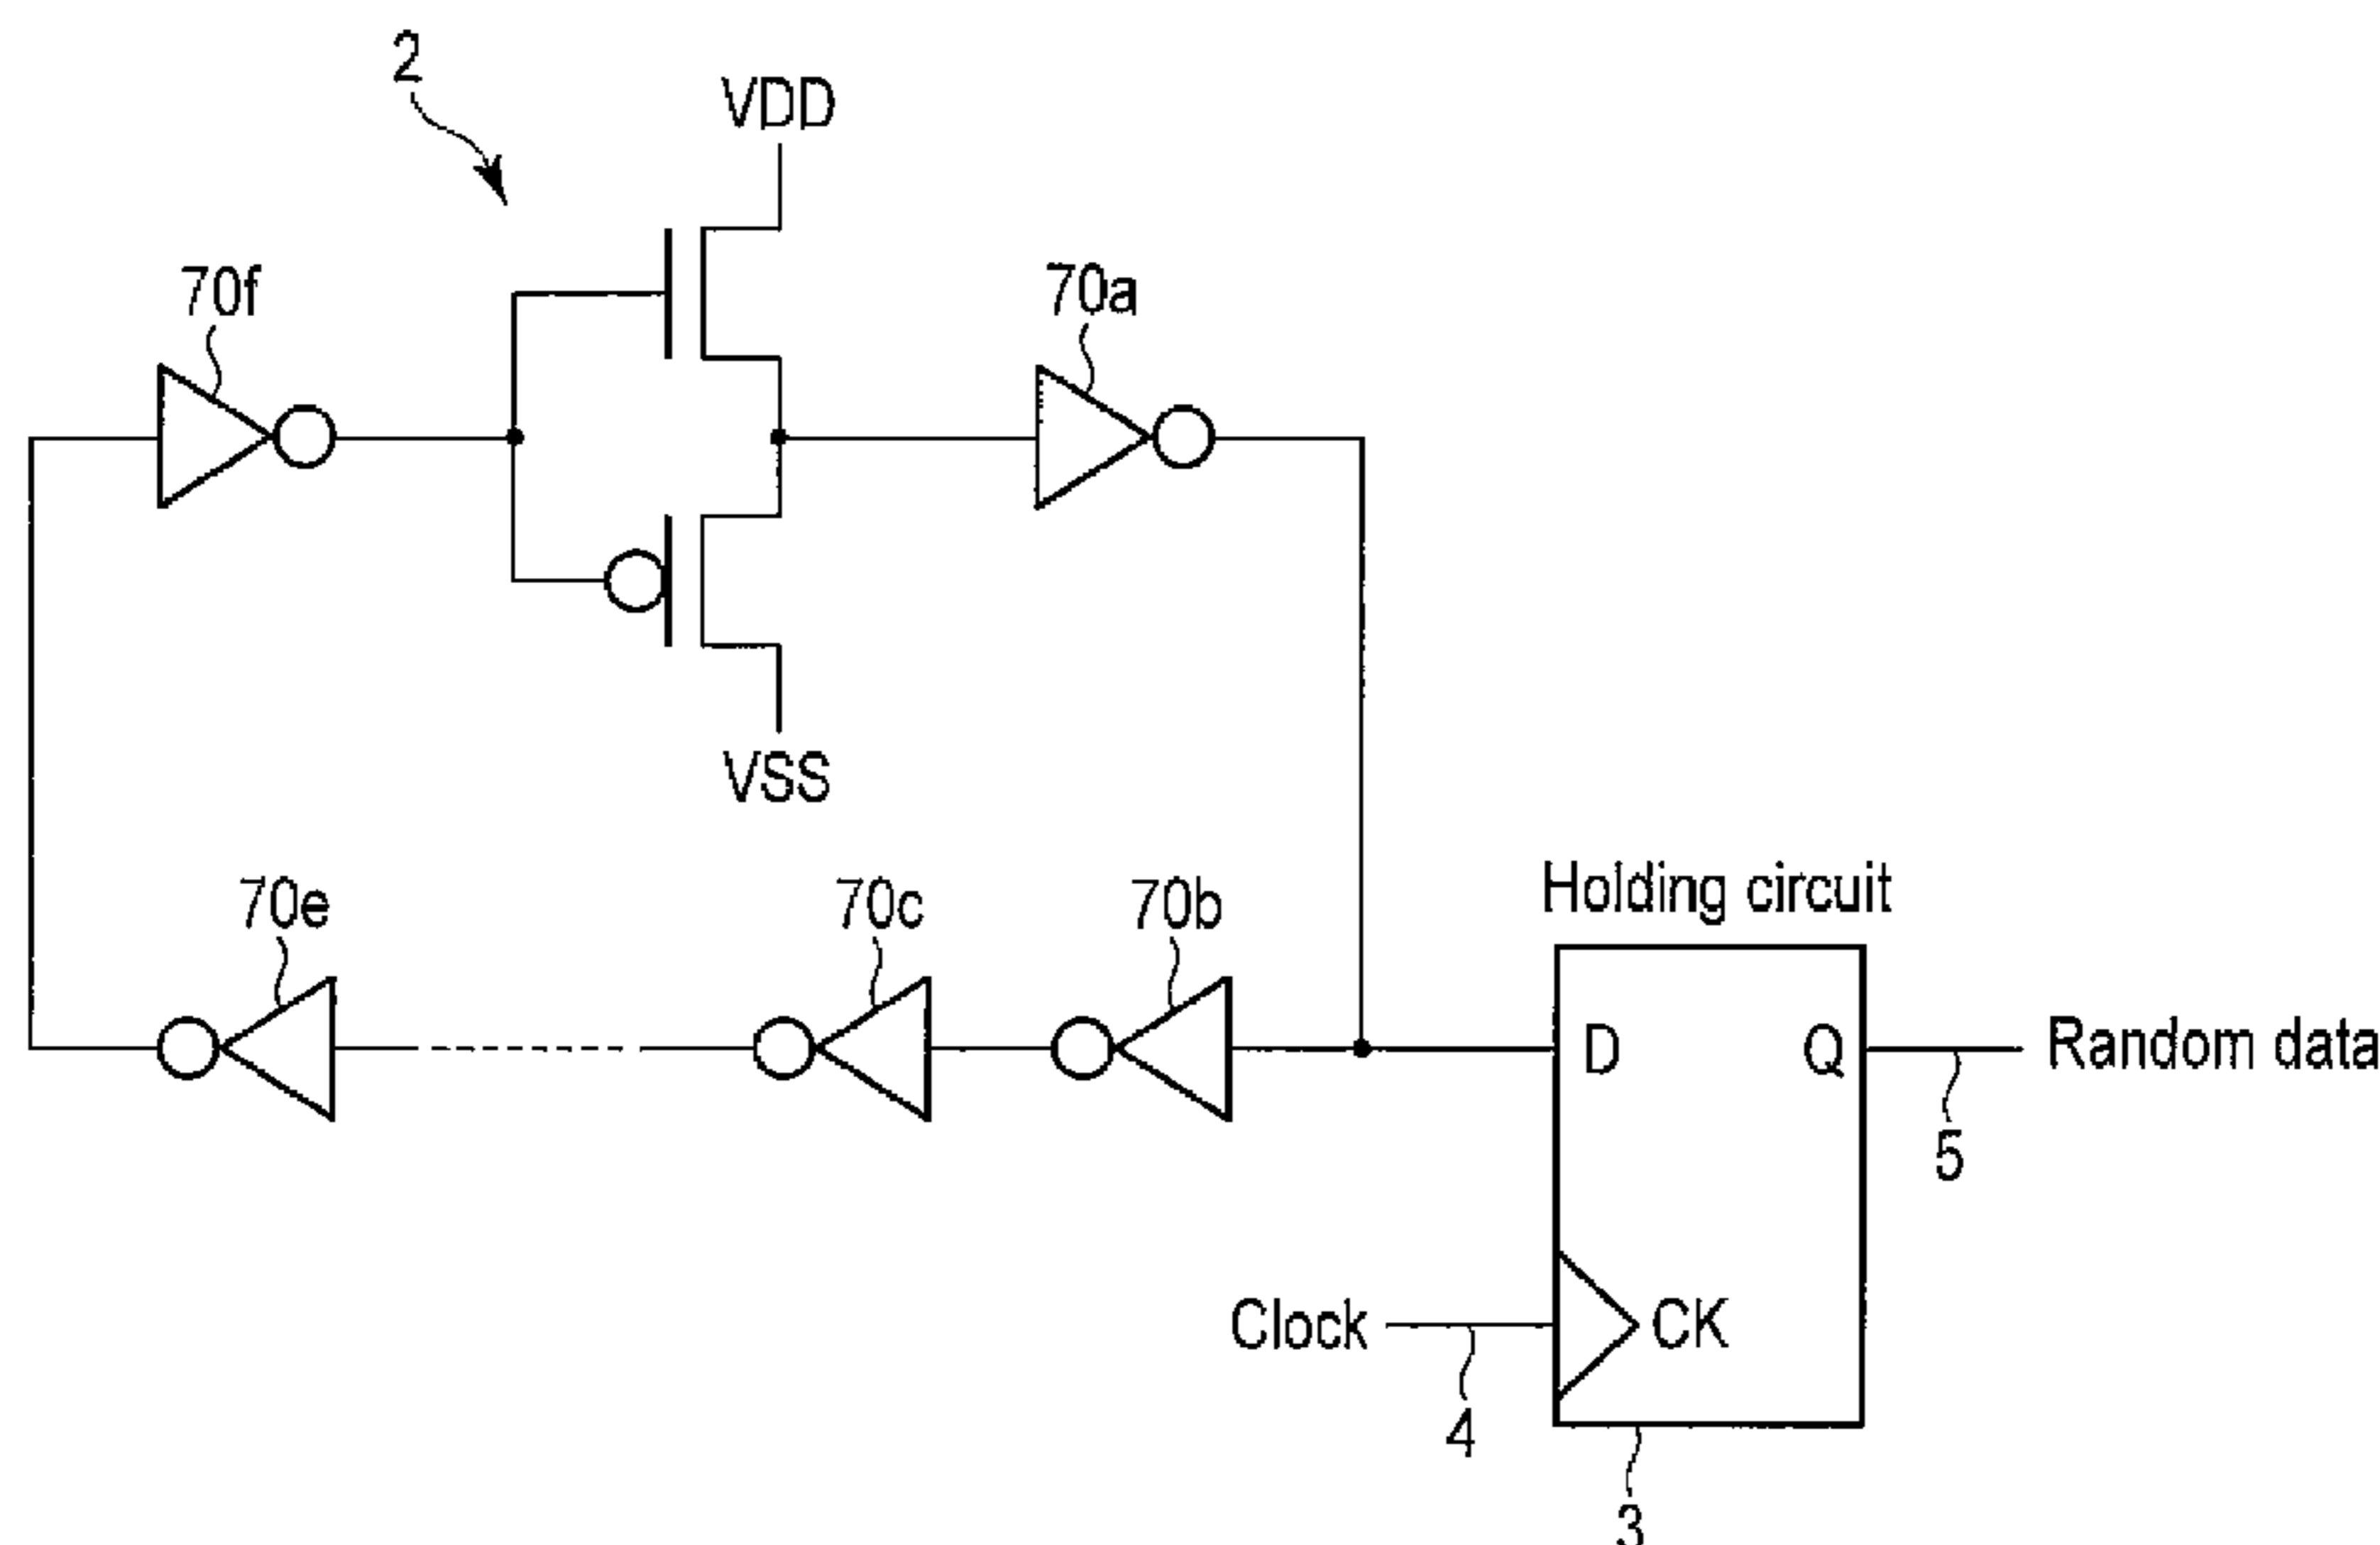 2
VDD
70f
70a
VSS
70e
70c
70b
Holding circuit
D
Q
Random data
5
Clock
CK
4
3